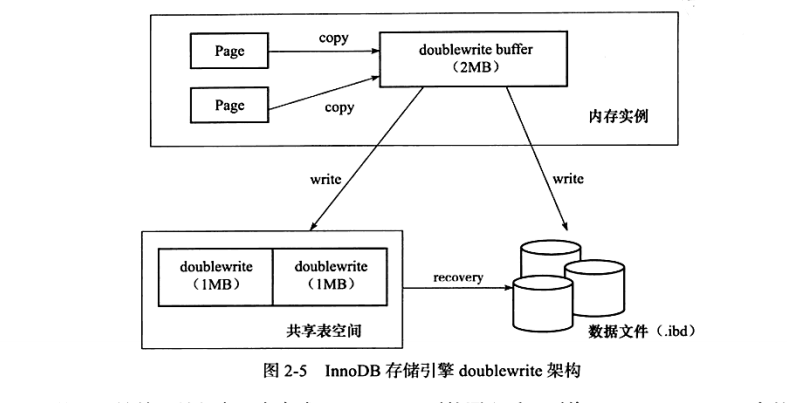 copy
Page
doublewrite buffer
（2MB）
Page
copy
内存实例
write
write
doublewrite
（1MB）
doublewrite
（1MB）
recovery
共享表空间
数据文件（.ibd）
图 2-5 InnoDB 存储引擎 doublewrite 架构